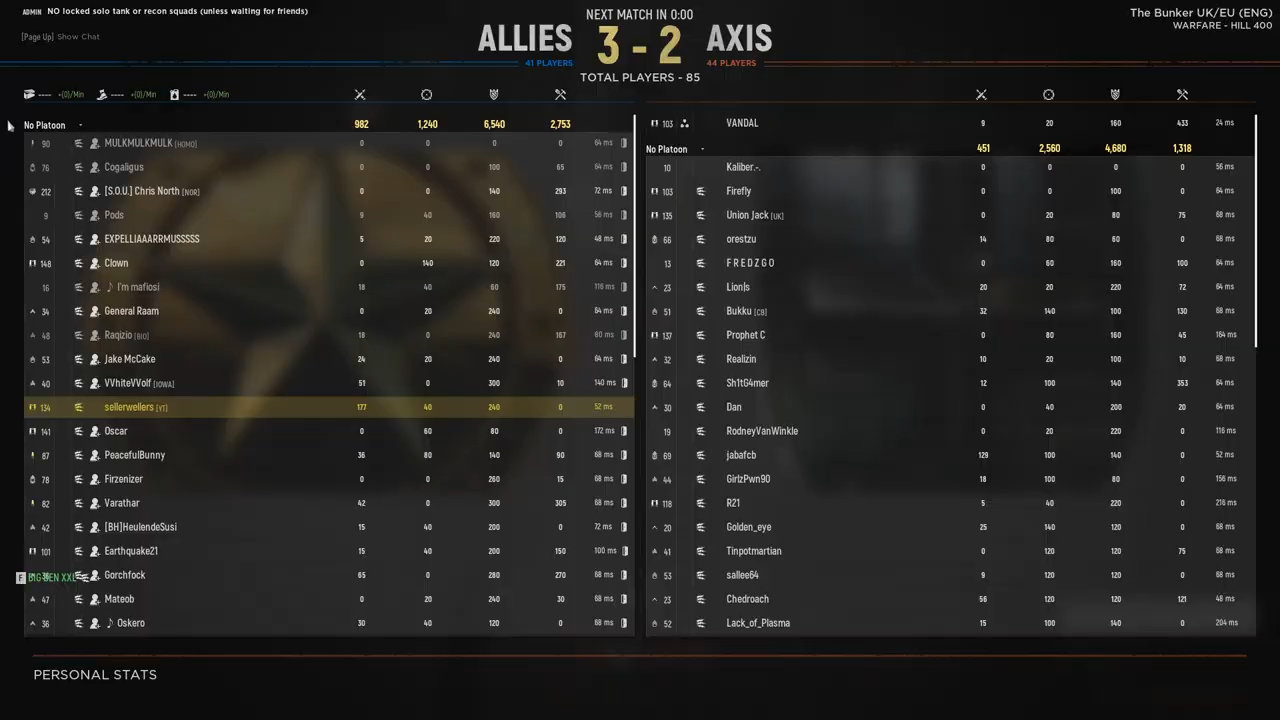 ADMIN NO locked solo tank or recon squads (unless waiting for friends)
[Page Up] Show Chat
NEXT MATCH IN 0:00
ALLIES 3 - 2 AXIS
41 PLAYERS 44 PLAYERS
TOTAL PLAYERS - 85
The Bunker UK/EU (ENG)
WARFARE - HILL 400
---- +(0)/Min ---- +(0)/Min ---- +(0)/Min
No Platoon - 982 1,240 6,540 2,753
90 MULKMULKMULK [HOMO] 0 0 0 0 64 ms
76 Cogaligus 0 0 100 65 64 ms
212 [S.O.U.] Chris North [NOR] 0 0 140 293 72 ms
9 Pods 9 40 160 106 56 ms
54 EXPELLIAAARRMUSSSSS 5 20 220 120 48 ms
148 Clown 0 140 120 221 64 ms
16 ♪ I'm mafiosi 18 40 60 175 116 ms
34 General Raam 0 20 240 0 64 ms
48 Raqizio [BIO] 18 0 240 167 60 ms
53 Jake McCake 24 20 240 0 64 ms
40 VVhiteVVolf [IOWA] 51 0 300 10 140 ms
134 sellerwellers [YT] 177 40 240 0 52 ms
141 Oscar 0 60 80 0 172 ms
87 PeacefulBunny 36 80 140 90 68 ms
78 Firzenizer 0 0 260 15 68 ms
82 Varathar 42 0 300 305 68 ms
42 [BH]HeulendeSusi 15 40 200 0 72 ms
101 Earthquake21 15 40 200 150 100 ms
Gorchfock 65 0 280 270 68 ms
F BIG BEN XXL
47 Mateob 0 20 240 30 68 ms
36 ♪ Oskero 30 40 120 0 68 ms
103 VANDAL 9 20 160 433 24 ms
No Platoon - 451 2,560 4,680 1,318
10 Kaliber.-. 0 0 0 0 56 ms
103 Firefly 0 0 100 0 64 ms
135 Union Jack [UK] 0 20 80 75 68 ms
66 orestzu 14 80 60 0 68 ms
13 F R E D Z G O 0 60 160 100 64 ms
23 Lion|s 20 20 220 72 64 ms
51 Bukku [CB] 32 140 100 130 68 ms
137 Prophet C 0 80 160 45 164 ms
32 Realizin 10 20 100 10 68 ms
64 Sh1tG4mer 12 100 140 353 64 ms
30 Dan 0 40 200 20 64 ms
19 RodneyVanWinkle 0 20 220 0 116 ms
69 jabafcb 129 100 140 0 52 ms
44 GirlzPwn90 18 100 80 0 156 ms
118 R21 5 40 220 0 216 ms
20 Golden_eye 25 140 120 0 68 ms
41 Tinpotmartian 0 120 120 75 68 ms
53 sallee64 9 120 120 0 68 ms
23 Chedroach 56 120 120 121 48 ms
52 Lack_of_Plasma 15 100 140 0 204 ms
PERSONAL STATS